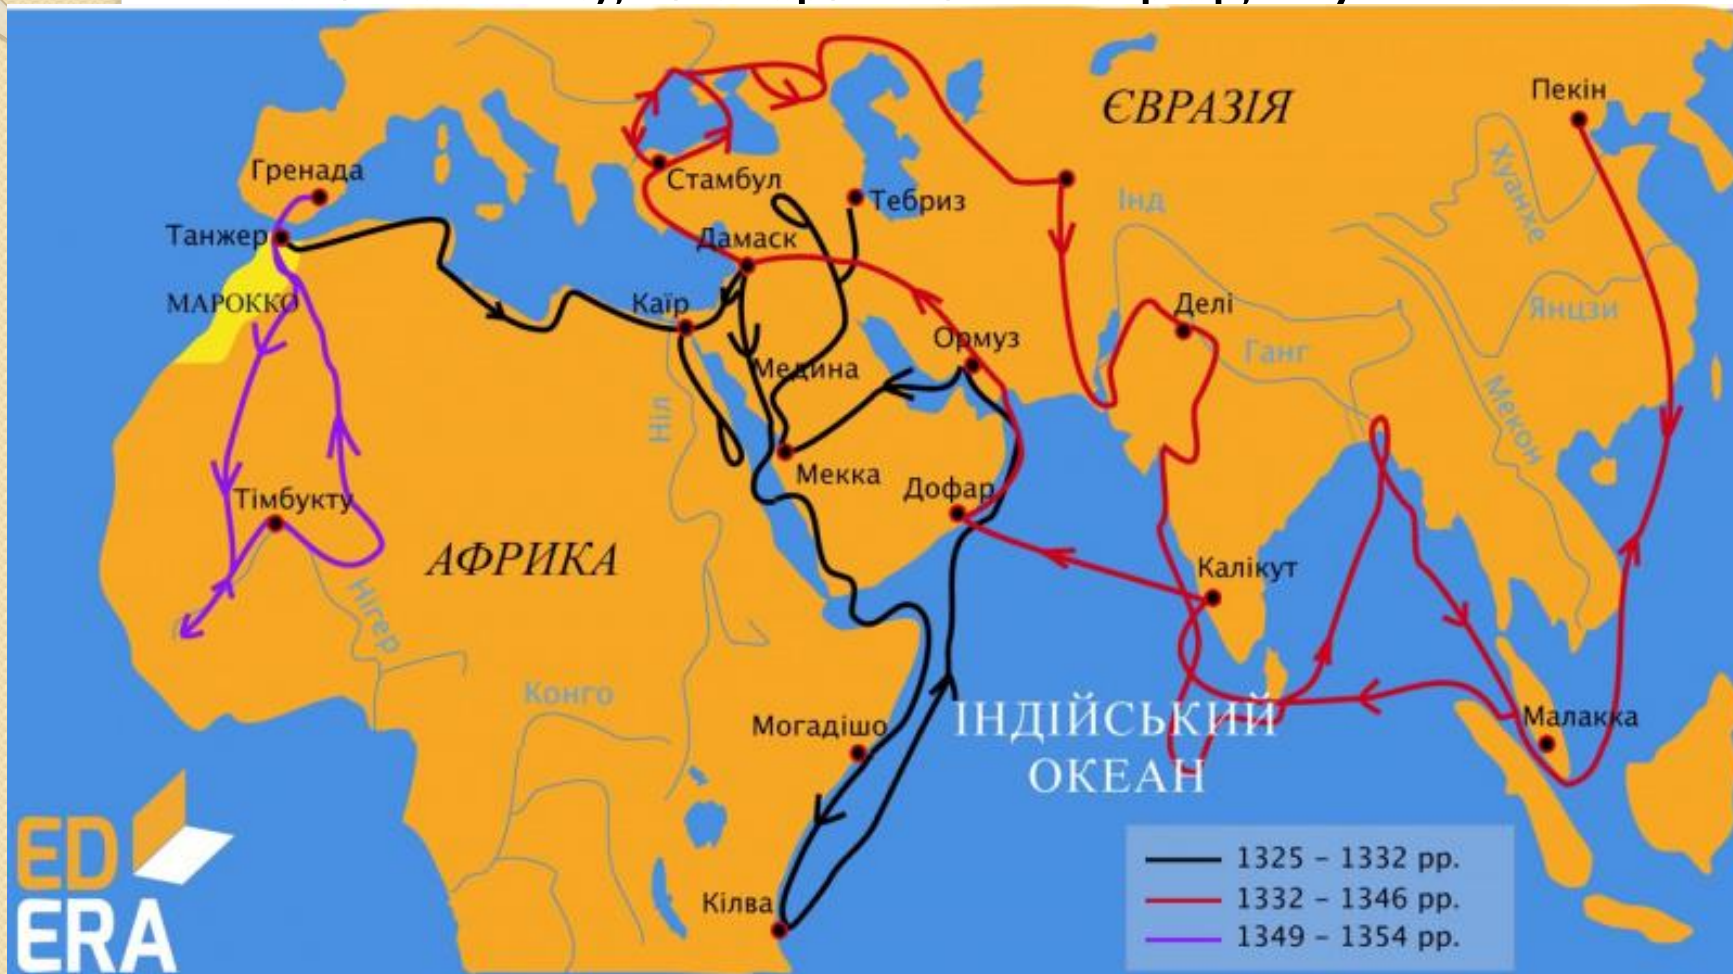 ЄВРАЗІЯ
Пекін
Хуанхе
Гренада
Стамбул
Тебриз
Інд
Танжер
Дамаск
МАРОККО
Каїр
Ормуз
Делі
Янцзи
Ганг
Медина
Ніл
Мекон
Мекка
Дофар
Тімбукту
АФРИКА
Калікут
Нігер
Конго
Могадішо
ІНДІЙСЬКИЙ
ОКЕАН
Малакка
Кілва
ED
ERA
1325 – 1332 рр.
1332 – 1346 рр.
1349 – 1354 рр.